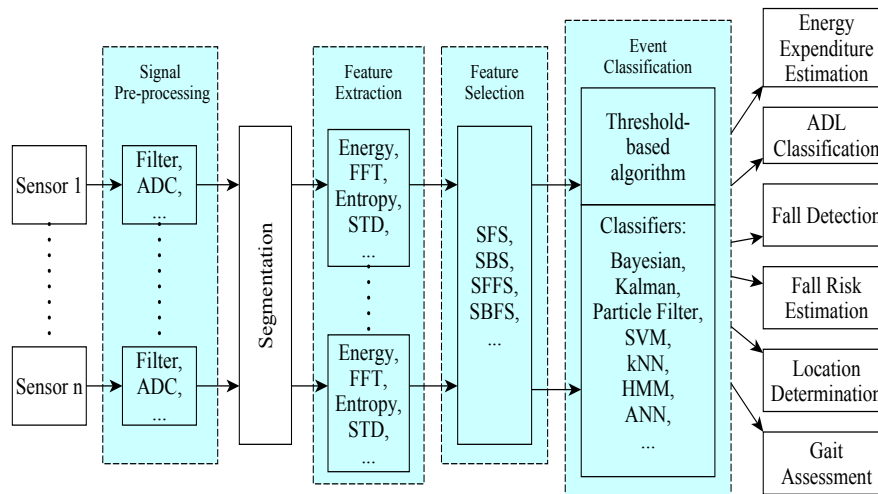 Signal
Pre-processing
Feature
Extraction
Feature
Selection
Event
Classification
Sensor 1
Sensor n
Filter,
ADC,
...
Filter,
ADC,
...
Segmentation
Energy,
FFT,
Entropy,
STD,
...
Energy,
FFT,
Entropy,
STD,
...
SFS,
SBS,
SFFS,
SBFS,
...
Threshold-
based
algorithm
Classifiers:
Bayesian,
Kalman,
Particle Filter,
SVM,
kNN,
HMM,
ANN,
...
Energy
Expenditure
Estimation
ADL
Classification
Fall Detection
Fall Risk
Estimation
Location
Determination
Gait
Assessment